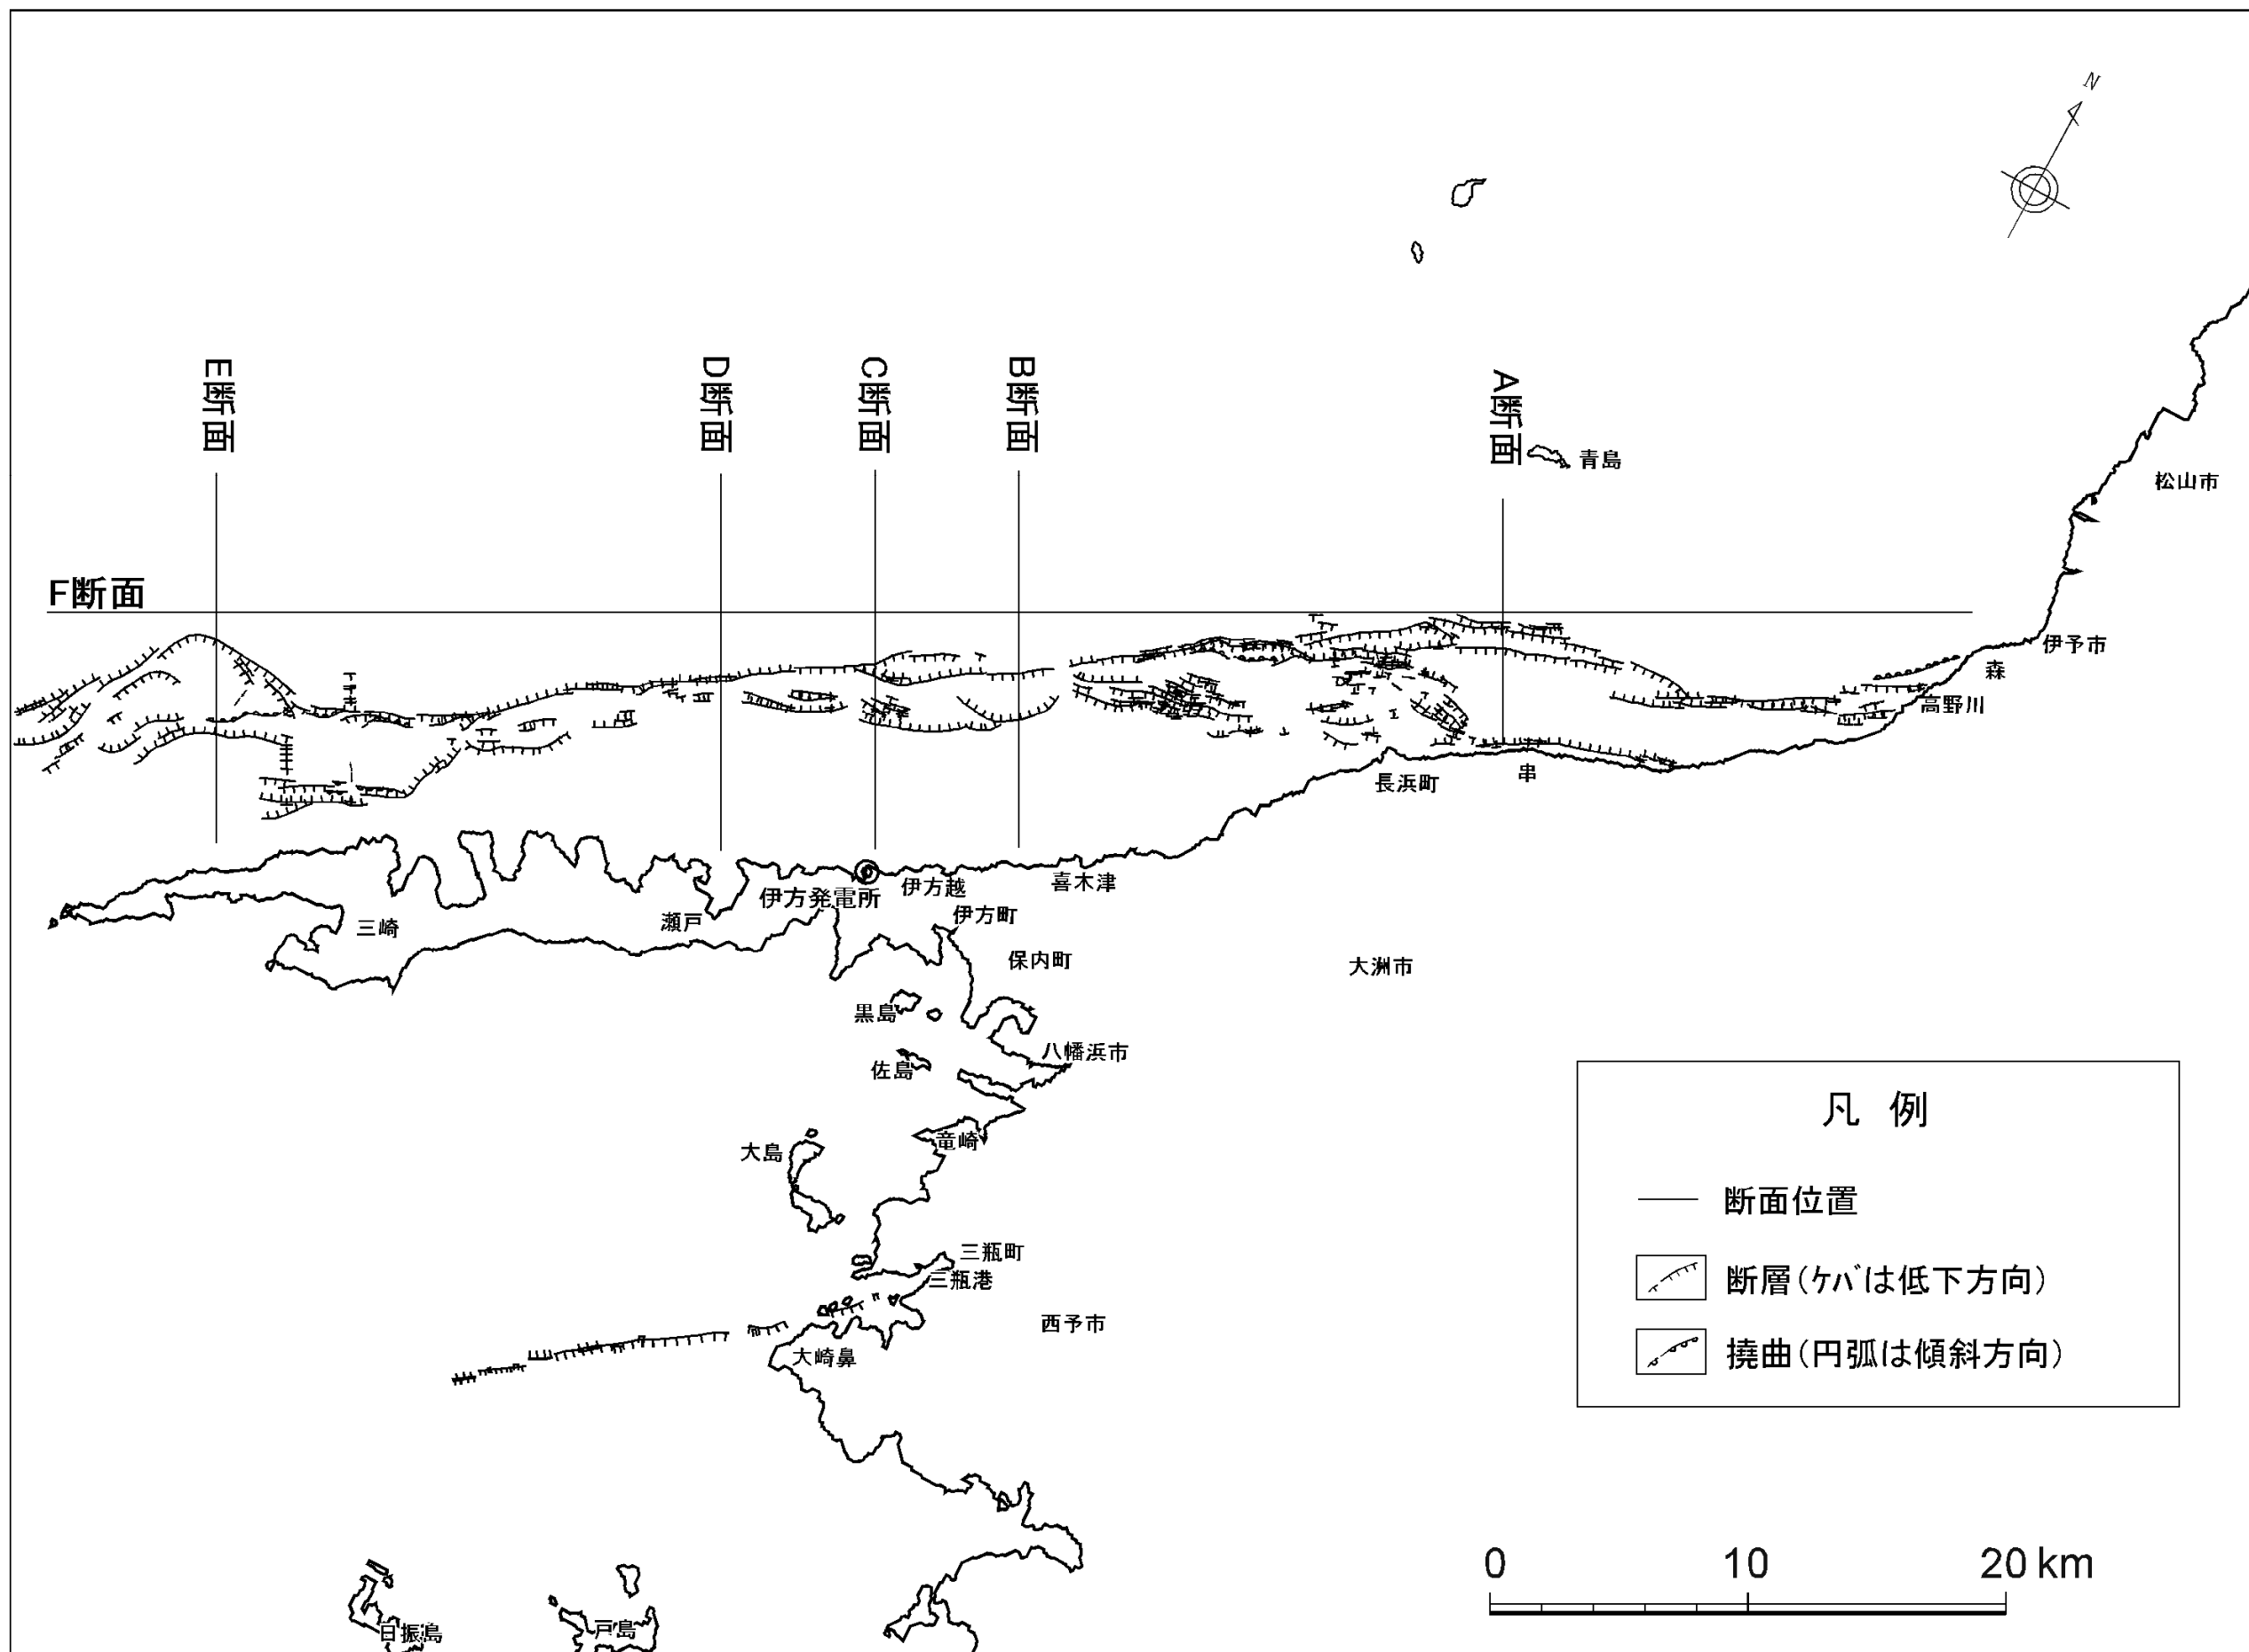 N
E断面
D断面
C断面
B断面
A断面
青島
松山市
F断面
伊予市
森
高野川
長浜町
串
伊方発電所
伊方越
喜木津
三崎
瀬戸
伊方町
保内町
大洲市
黒島
八幡浜市
佐島
竜崎
大島
三瓶町
三瓶港
西予市
大崎鼻
日振島
戸島
凡 例
断面位置
断層(ｹﾊﾞは低下方向)
撓曲(円弧は傾斜方向)
0 10 20 km